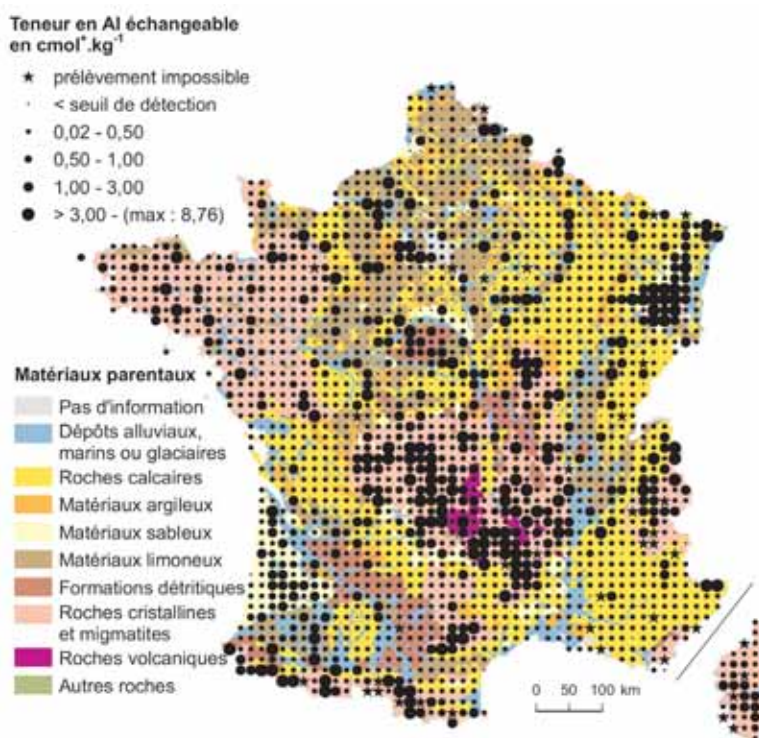 Teneur en Al échangeable
en cmol⁺.kg⁻¹
prélèvement impossible
< seuil de détection
0,02 - 0,50
0,50 - 1,00
1,00 - 3,00
> 3,00 - (max : 8,76)
Matériaux parentaux
Pas d'information
Dépôts alluviaux,
marins ou glaciaires
Roches calcaires
Matériaux argileux
Matériaux sableux
Matériaux limoneux
Formations détritiques
Roches cristallines
et migmatites
Roches volcaniques
Autres roches
0 50 100 km